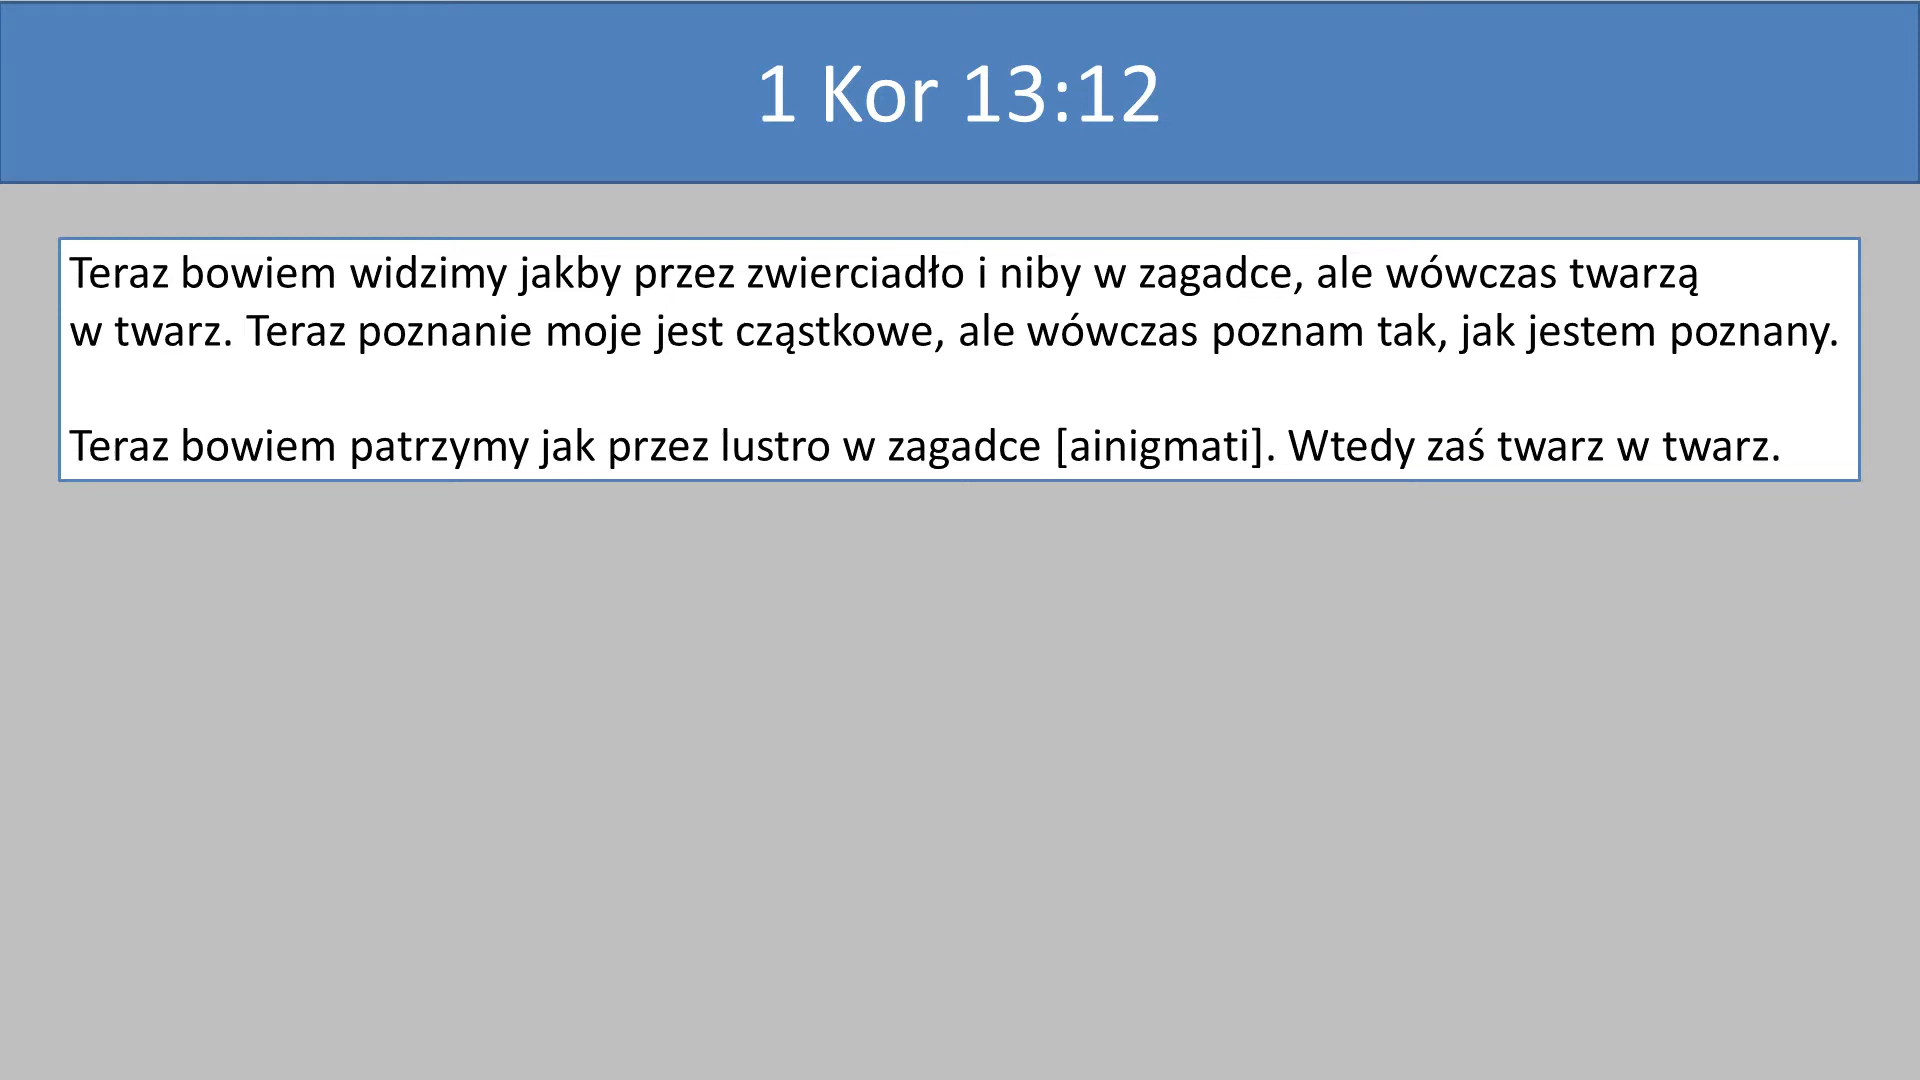 1 Kor 13:12
Teraz bowiem widzimy jakby przez zwierciadło i niby w zagadce, ale wówczas twarzą
w twarz. Teraz poznanie moje jest cząstkowe, ale wówczas poznam tak, jak jestem poznany.
Teraz bowiem patrzymy jak przez lustro w zagadce [ainigmati]. Wtedy zaś twarz w twarz.